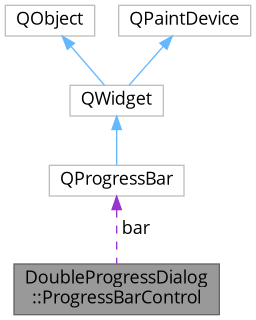 QObject
QPaintDevice
QWidget
QProgressBar
bar
DoubleProgressDialog
::ProgressBarControl